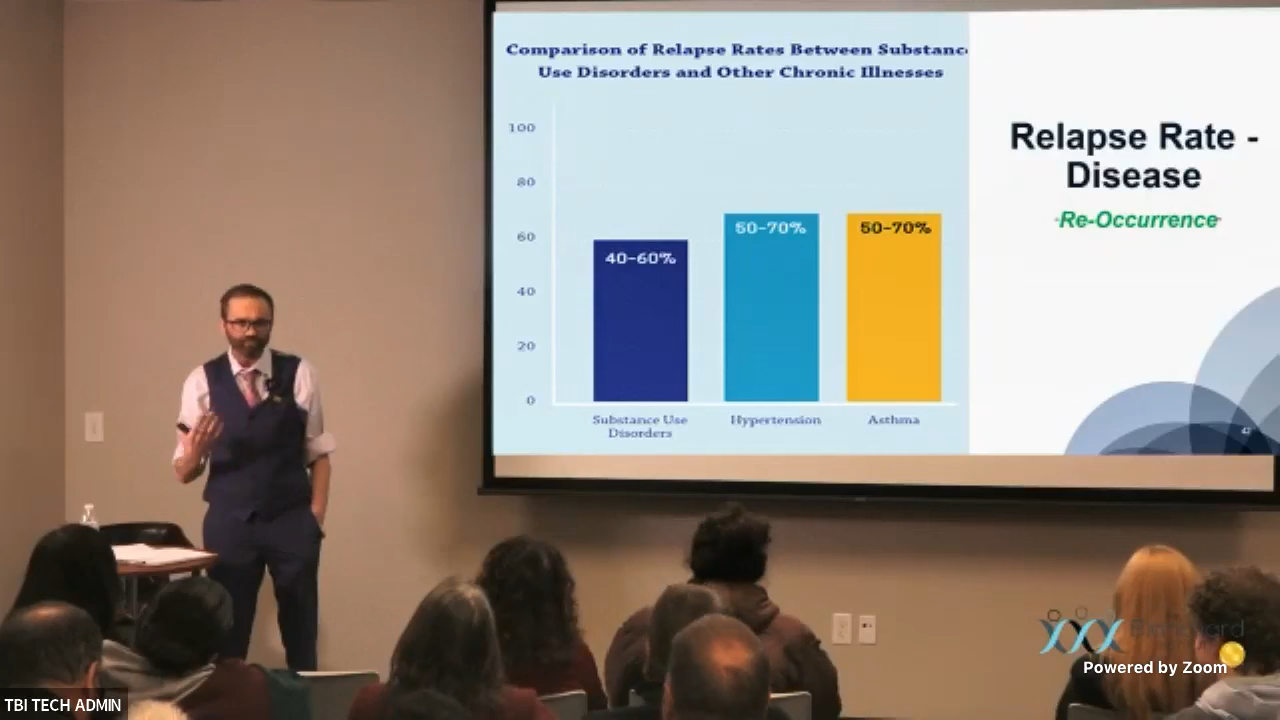 Comparison of Relapse Rates Between Substanc
Use Disorders and Other Chronic Illnesses
100
80
60
40
20
0
40-60%
50-70%
50-70%
Substance Use
Disorders
Hypertension
Asthma
Relapse Rate -
Disease
-Re-Occurrence-
Powered by Zoom
TBI TECH ADMIN